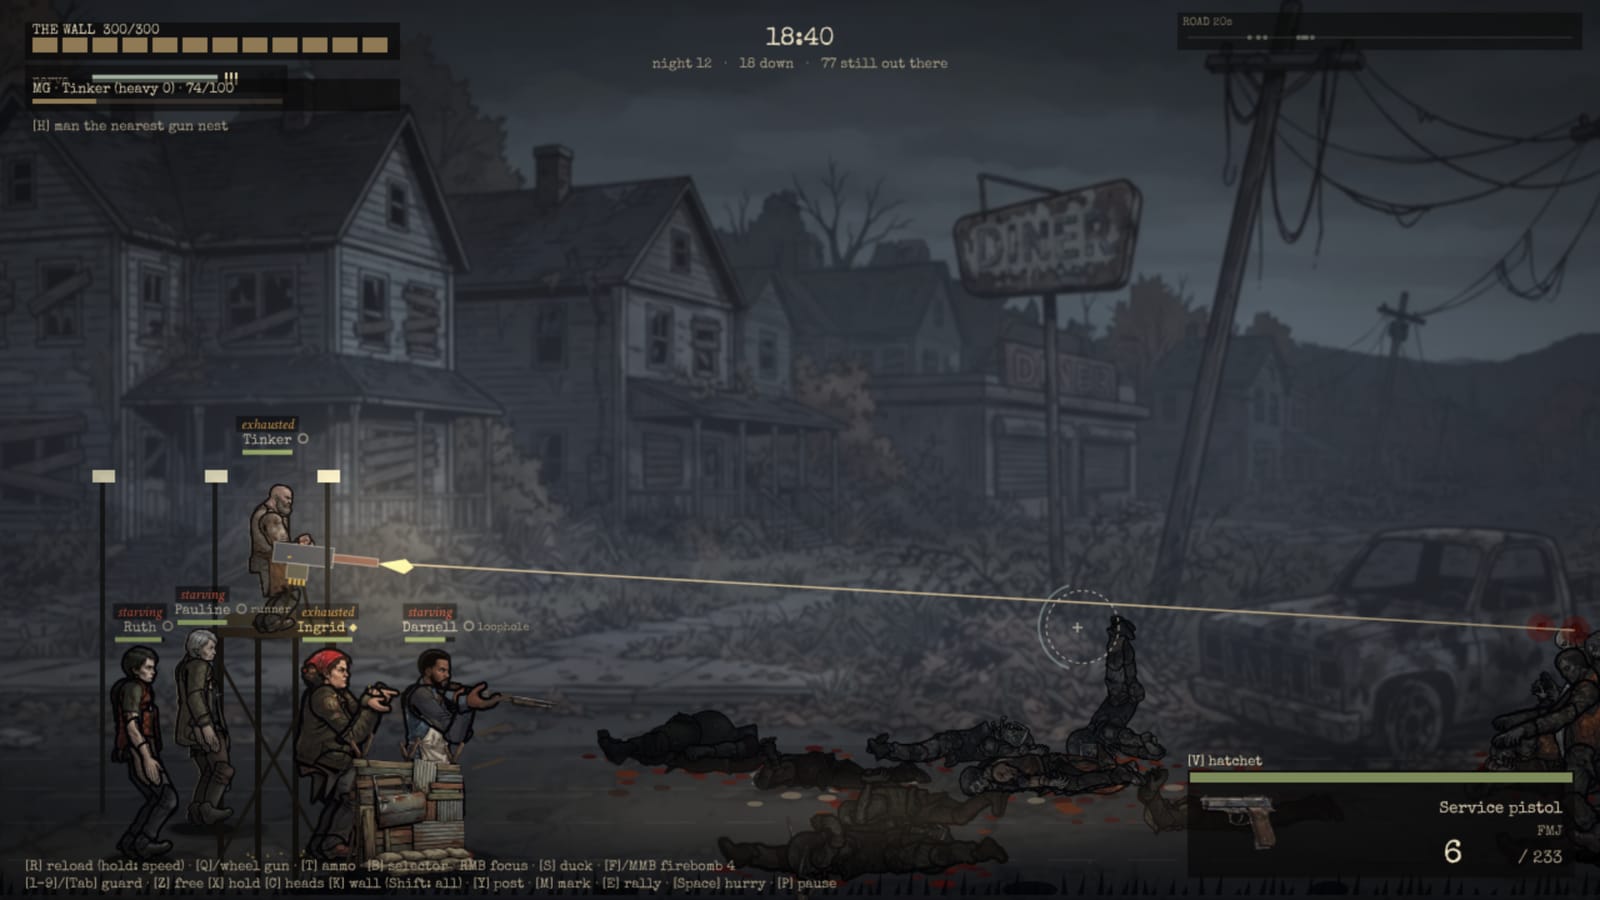 THE WALL 300/300
nerve !!!
MG · Tinker (heavy 0) · 74/100
[H] man the nearest gun nest
18:40
night 12 · 18 down · 77 still out there
ROAD 20s
DINER
DINER
exhausted
Tinker
starving
Pauline runner
starving
Ruth
exhausted
Ingrid
starving
Darnell loophole
[V] hatchet
Service pistol
FMJ
6 / 233
[R] reload (hold: speed) · [Q]/wheel gun · [T] ammo · [B] selector · RMB focus · [S] duck · [F]/MMB firebomb 4
[1-9]/[Tab] guard · [Z] free [X] hold [C] heads [K] wall (Shift: all) · [Y] post · [M] mark · [E] rally · [Space] hurry · [P] pause